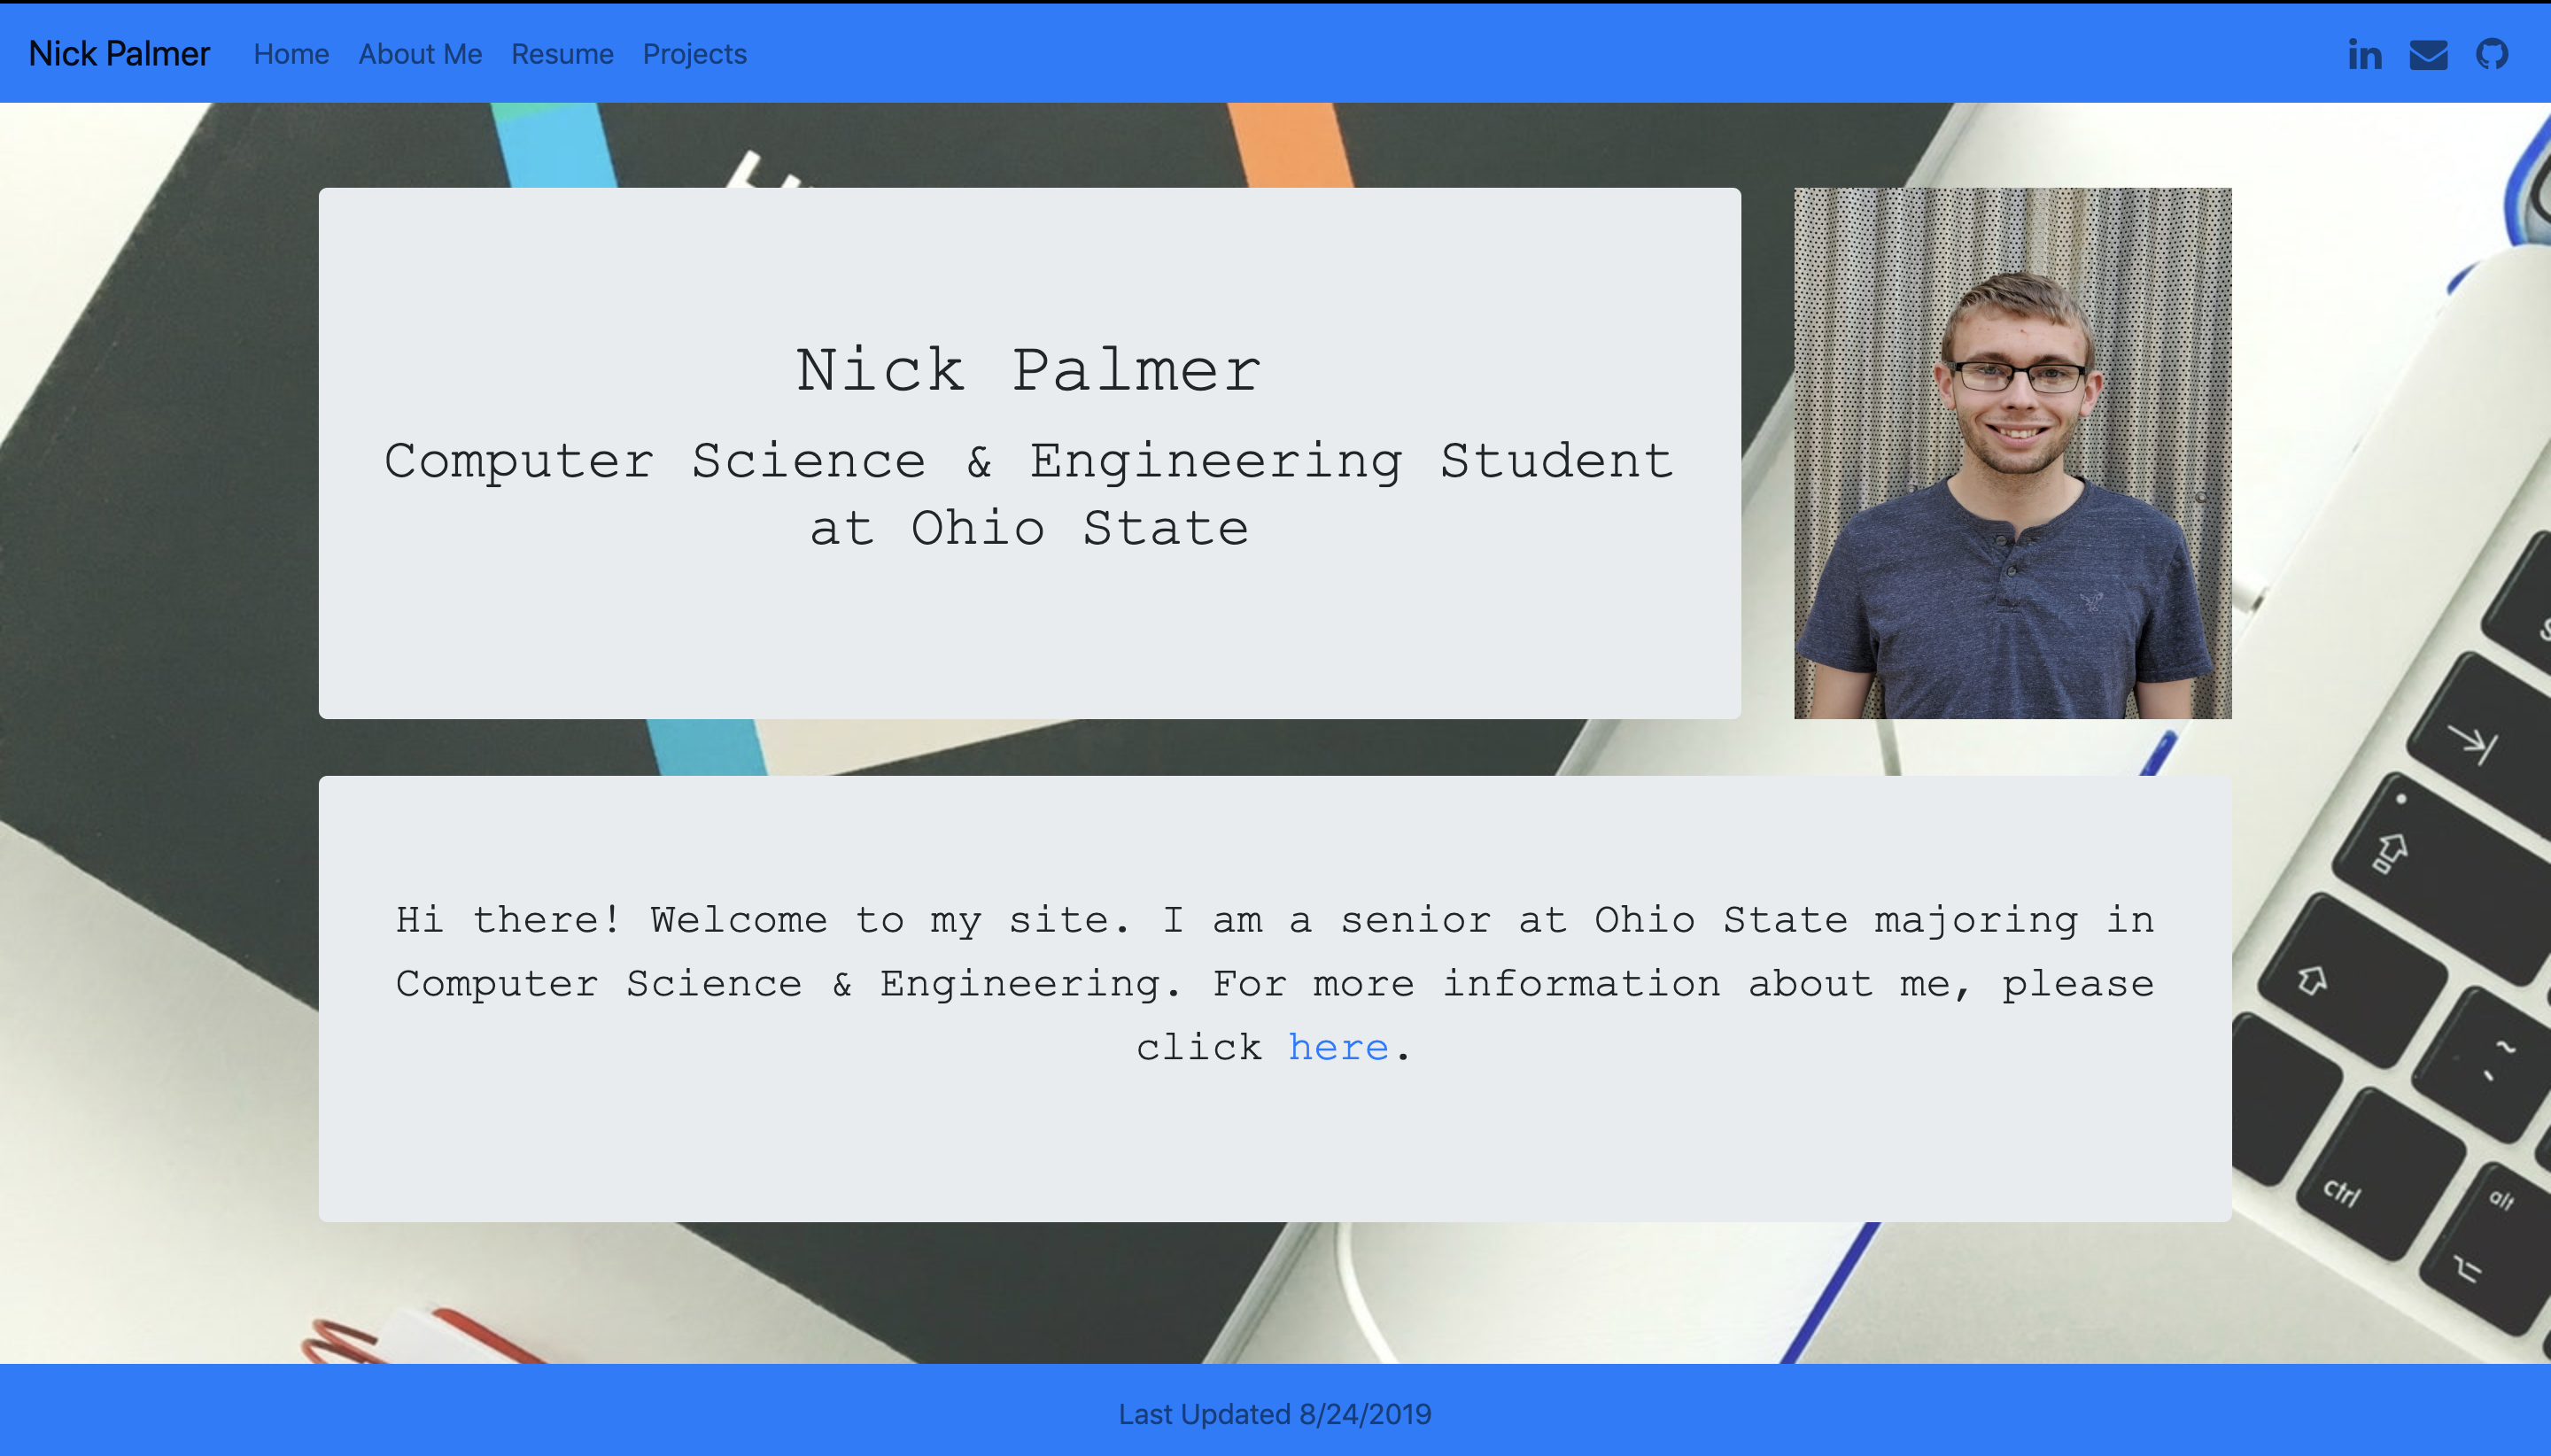 Nick Palmer Home About Me Resume Projects
Nick Palmer
Computer Science & Engineering Student
at Ohio State
Hi there! Welcome to my site. I am a senior at Ohio State majoring in
Computer Science & Engineering. For more information about me, please
click here.
ctrl
alt
Last Updated 8/24/2019